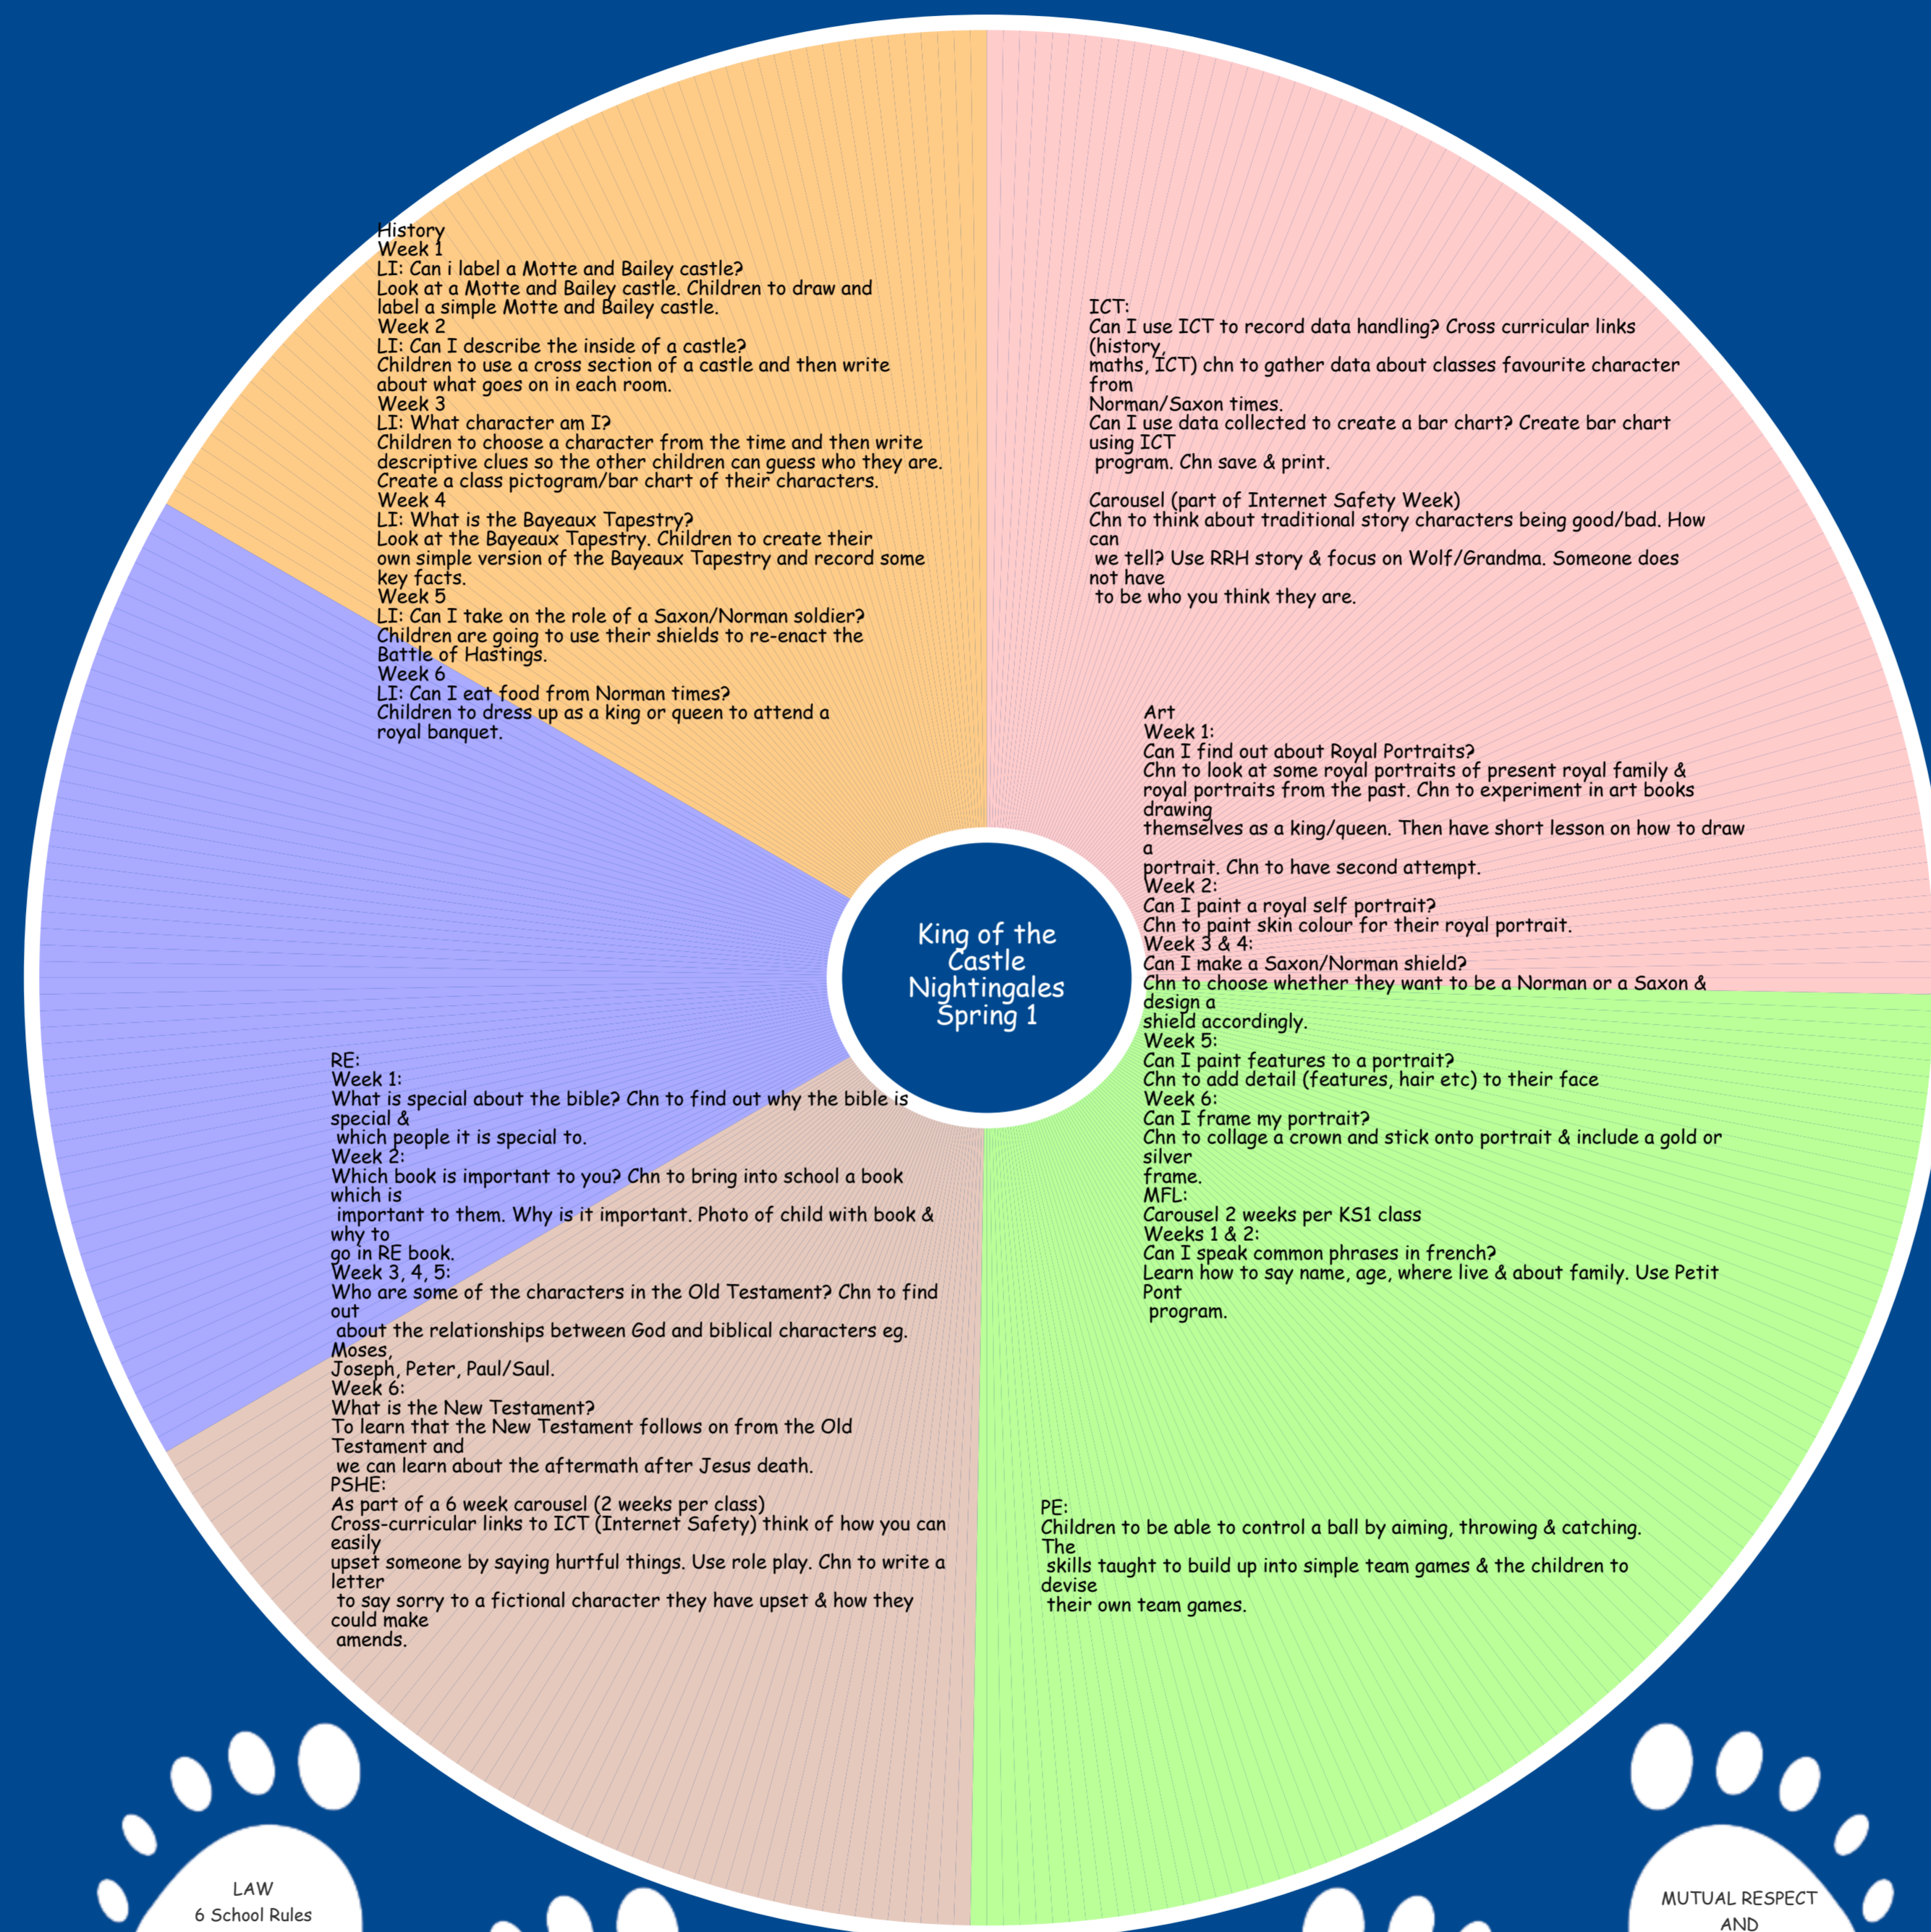 History
Week 1
LI: Can i label a Motte and Bailey castle?
Look at a Motte and Bailey castle. Children to draw and
label a simple Motte and Bailey castle.
Week 2
LI: Can I describe the inside of a castle?
Children to use a cross section of a castle and then write
about what goes on in each room.
Week 3
LI: What character am I?
Children to choose a character from the time and then write
descriptive clues so the other children can guess who they are.
Create a class pictogram/bar chart of their characters.
Week 4
LI: What is the Bayeaux Tapestry?
Look at the Bayeaux Tapestry. Children to create their
own simple version of the Bayeaux Tapestry and record some
key facts.
Week 5
LI: Can I take on the role of a Saxon/Norman soldier?
Children are going to use their shields to re-enact the
Battle of Hastings.
Week 6
LI: Can I eat food from Norman times?
Children to dress up as a king or queen to attend a
royal banquet.
ICT:
Can I use ICT to record data handling? Cross curricular links
(history,
maths, ICT) chn to gather data about classes favourite character
from
Norman/Saxon times.
Can I use data collected to create a bar chart? Create bar chart
using ICT
program. Chn save & print.
Carousel (part of Internet Safety Week)
Chn to think about traditional story characters being good/bad. How
can
we tell? Use RRH story & focus on Wolf/Grandma. Someone does
not have
to be who you think they are.
Art
Week 1:
Can I find out about Royal Portraits?
Chn to look at some royal portraits of present royal family &
royal portraits from the past. Chn to experiment in art books
drawing
themselves as a king/queen. Then have short lesson on how to draw
a
portrait. Chn to have second attempt.
Week 2:
Can I paint a royal self portrait?
Chn to paint skin colour for their royal portrait.
Week 3 & 4:
Can I make a Saxon/Norman shield?
Chn to choose whether they want to be a Norman or a Saxon &
design a
shield accordingly.
Week 5:
Can I paint features to a portrait?
Chn to add detail (features, hair etc) to their face
Week 6:
Can I frame my portrait?
Chn to collage a crown and stick onto portrait & include a gold or
silver
frame.
MFL:
Carousel 2 weeks per KS1 class
Weeks 1 & 2:
Can I speak common phrases in french?
Learn how to say name, age, where live & about family. Use Petit
Pont
program.
King of the
Castle
Nightingales
Spring 1
RE:
Week 1:
What is special about the bible? Chn to find out why the bible is
special &
which people it is special to.
Week 2:
Which book is important to you? Chn to bring into school a book
which is
important to them. Why is it important. Photo of child with book &
why to
go in RE book.
Week 3, 4, 5:
Who are some of the characters in the Old Testament? Chn to find
out
about the relationships between God and biblical characters eg.
Moses,
Joseph, Peter, Paul/Saul.
Week 6:
What is the New Testament?
To learn that the New Testament follows on from the Old
Testament and
we can learn about the aftermath after Jesus death.
PSHE:
As part of a 6 week carousel (2 weeks per class)
Cross-curricular links to ICT (Internet Safety) think of how you can
easily
upset someone by saying hurtful things. Use role play. Chn to write a
letter
to say sorry to a fictional character they have upset & how they
could make
amends.
PE:
Children to be able to control a ball by aiming, throwing & catching.
The
skills taught to build up into simple team games & the children to
devise
their own team games.
LAW
6 School Rules
MUTUAL RESPECT
AND